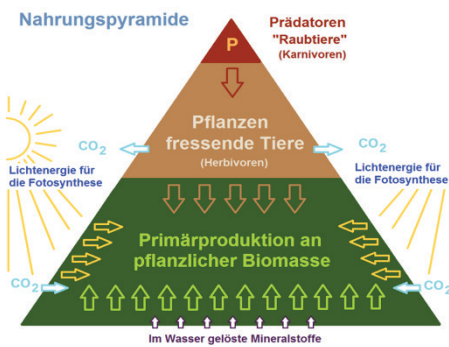 Nahrungspyramide
Prädatoren
"Raubtiere"
(Karnivoren)
P
Pflanzen
fressende Tiere
(Herbivoren)
CO2
CO2
Lichtenergie für
die Fotosynthese
Lichtenergie für
die Fotosynthese
Primärproduktion an
pflanzlicher Biomasse
CO2
CO2
Im Wasser gelöste Mineralstoffe